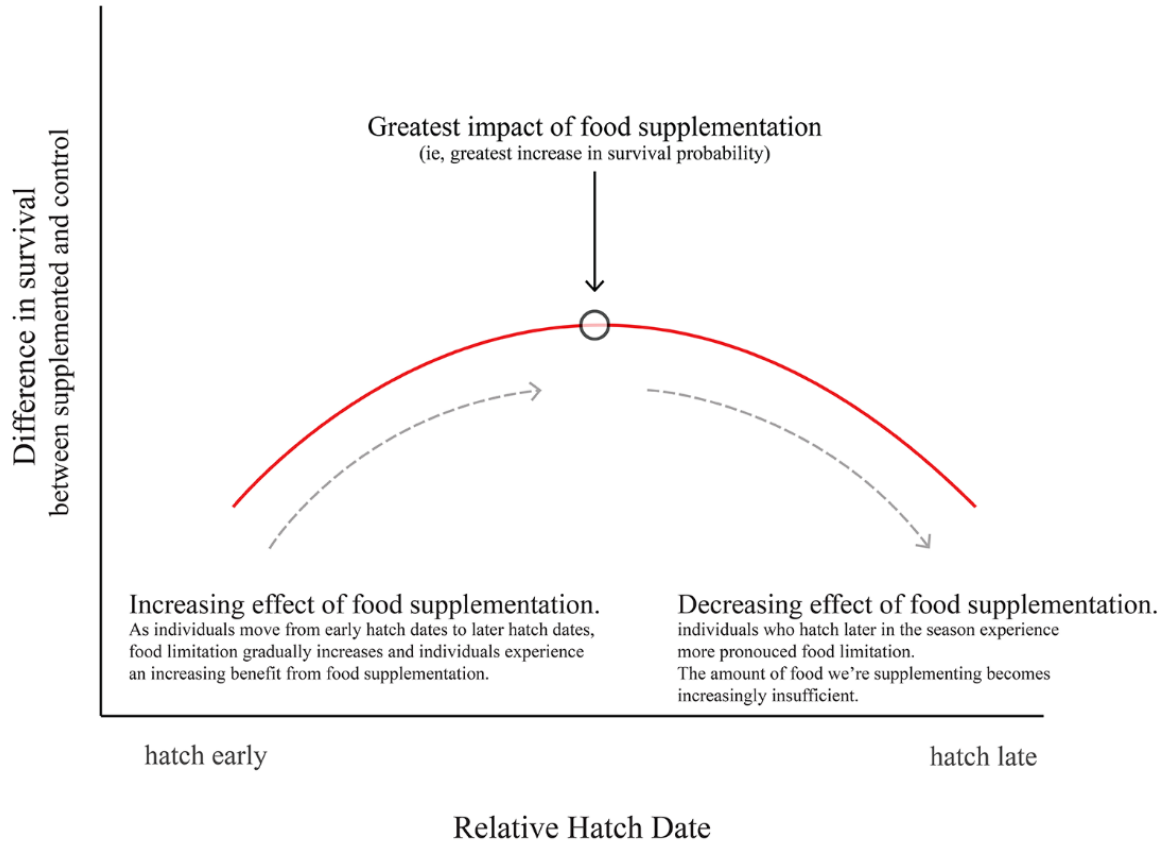 Difference in survival
between supplemented and control
Greatest impact of food supplementation
(ie, greatest increase in survival probability)
Increasing effect of food supplementation.
As individuals move from early hatch dates to later hatch dates,
food limitation gradually increases and individuals experience
an increasing benefit from food supplementation.
Decreasing effect of food supplementation.
individuals who hatch later in the season experience
more pronouced food limitation.
The amount of food we're supplementing becomes
increasingly insufficient.
hatch early
hatch late
Relative Hatch Date